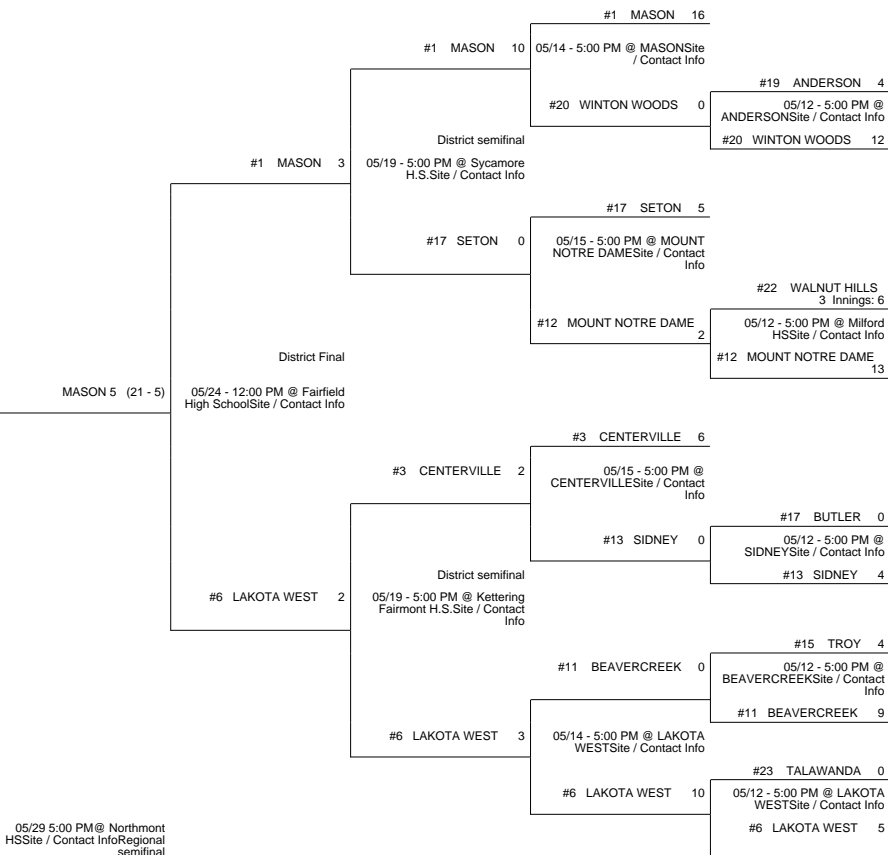 #1 MASON 16
#1 MASON 10
05/14 - 5:00 PM @ MASONSite
/ Contact Info
#19 ANDERSON 4
#20 WINTON WOODS 0
05/12 - 5:00 PM @
ANDERSONSite / Contact Info
District semifinal
#20 WINTON WOODS 12
#1 MASON 3
05/19 - 5:00 PM @ Sycamore
H.S.Site / Contact Info
#17 SETON 5
#17 SETON 0
05/15 - 5:00 PM @ MOUNT
NOTRE DAMESite / Contact
Info
#22 WALNUT HILLS
3 Innings: 6
#12 MOUNT NOTRE DAME
2
05/12 - 5:00 PM @ Milford
HSSite / Contact Info
District Final
#12 MOUNT NOTRE DAME
13
MASON 5 (21 - 5)
05/24 - 12:00 PM @ Fairfield
High SchoolSite / Contact Info
#3 CENTERVILLE 6
#3 CENTERVILLE 2
05/15 - 5:00 PM @
CENTERVILLESite / Contact
Info
#17 BUTLER 0
#13 SIDNEY 0
05/12 - 5:00 PM @
SIDNEYSite / Contact Info
District semifinal
#13 SIDNEY 4
#6 LAKOTA WEST 2
05/19 - 5:00 PM @ Kettering
Fairmont H.S.Site / Contact
Info
#15 TROY 4
#11 BEAVERCREEK 0
05/12 - 5:00 PM @
BEAVERCREEKSite / Contact
Info
#11 BEAVERCREEK 9
#6 LAKOTA WEST 3
05/14 - 5:00 PM @ LAKOTA
WESTSite / Contact Info
#23 TALAWANDA 0
#6 LAKOTA WEST 10
05/12 - 5:00 PM @ LAKOTA
WESTSite / Contact Info
#6 LAKOTA WEST 5
05/29 5:00 PM@ Northmont
HSSite / Contact InfoRegional
semifinal